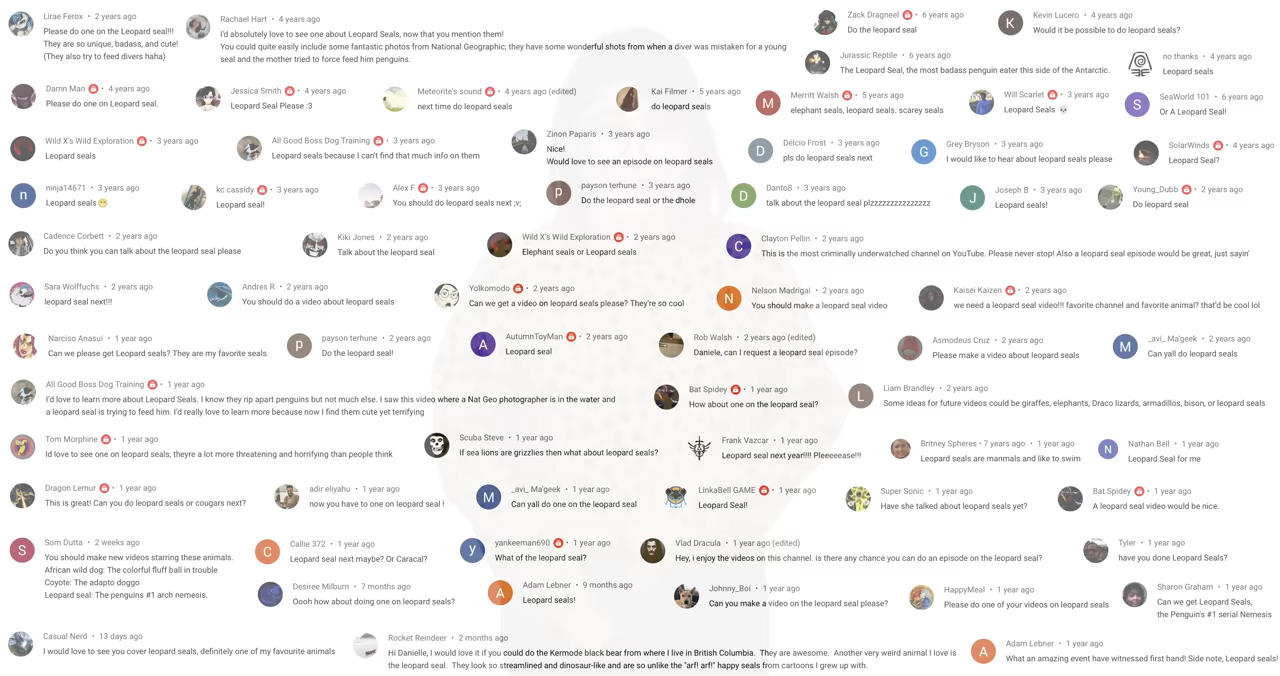 Lirae Ferox • 2 years ago
Please do one on the Leopard seal!!!
They are so unique, badass, and cute!
(They also try to feed divers haha)
Rachael Hart • 4 years ago
I'd absolutely love to see one about Leopard Seals, now that you mention them!
You could quite easily include some fantastic photos from National Geographic; they have some wonderful shots from when a diver was mistaken for a young
seal and the mother tried to force feed him penguins.
Zack Dragneel • 6 years ago
Do the leopard seal
K
Kevin Lucero • 4 years ago
Would it be possible to do leopard seals?
Jurassic Reptile • 6 years ago
The Leopard Seal, the most badass penguin eater this side of the Antarctic.
no thanks • 4 years ago
Leopard seals
Damn Man • 4 years ago
Please do one on Leopard seal.
Jessica Smith • 4 years ago
Leopard Seal Please :3
Meteorite's sound • 4 years ago (edited)
next time do leopard seals
Kai Filmer • 5 years ago
do leopard seals
M
Merritt Walsh • 5 years ago
elephant seals, leopard seals. scarey seals
Will Scarlet • 3 years ago
Leopard Seals 💀
S
SeaWorld 101 • 6 years ago
Or A Leopard Seal!
Wild X's Wild Exploration • 3 years ago
Leopard seals
All Good Boss Dog Training • 3 years ago
Leopard seals because I can't find that much info on them
Zinon Paparis • 3 years ago
Nice!
Would love to see an episode on leopard seals
D
Délcio Frost • 3 years ago
pls do leopard seals next
G
Grey Bryson • 3 years ago
I would like to hear about leopard seals please
SolarWinds • 4 years ago
Leopard Seal?
n
ninja14671 • 3 years ago
Leopard seals 😁
kc cassidy • 3 years ago
Leopard seal!
Alex F • 3 years ago
You should do leopard seals next ;v;
p
payson terhune • 3 years ago
Do the leopard seal or the dhole
D
Danto8 • 3 years ago
talk about the leopard seal plzzzzzzzzzzzzzzz
J
Joseph B • 3 years ago
Leopard seals!
Young_Dubb • 2 years ago
Do leopard seal
Cadence Corbett • 2 years ago
Do you think you can talk about the leopard seal please
Kiki Jones • 2 years ago
Talk about the leopard seal
Wild X's Wild Exploration • 2 years ago
Elephant seals or Leopard seals
C
Clayton Pellin • 2 years ago
This is the most criminally underwatched channel on YouTube. Please never stop! Also a leopard seal episode would be great, just sayin'
Sara Wolffuchs • 2 years ago
leopard seal next!!!
Andres R • 2 years ago
You should do a video about leopard seals
Yolkomodo • 2 years ago
Can we get a video on leopard seals please? They're so cool
N
Nelson Madrigal • 2 years ago
You should make a leopard seal video
Kaisei Kaizen • 2 years ago
we need a leopard seal video!!! favorite channel and favorite animal? that'd be cool lol
Narciso Anasui • 1 year ago
Can we please get Leopard seals? They are my favorite seals.
p
payson terhune • 2 years ago
Do the leopard seal!
A
AutumnToyMan • 2 years ago
Leopard seal
Rob Walsh • 2 years ago (edited)
Daniele, can I request a leopard seal episode?
Asmodeus Cruz • 2 years ago
Please make a video about leopard seals
M
_avi_ Ma'geek • 2 years ago
Can yall do leopard seals
All Good Boss Dog Training • 1 year ago
I'd love to learn more about Leopard Seals. I know they rip apart penguins but not much else. I saw this video where a Nat Geo photographer is in the water and
a leopard seal is trying to feed him. I'd really love to learn more because now I find them cute yet terrifying
Bat Spidey • 1 year ago
How about one on the leopard seal?
L
Liam Brandley • 2 years ago
Some ideas for future videos could be giraffes, elephants, Draco lizards, armadillos, bison, or leopard seals
Tom Morphine • 1 year ago
Id love to see one on leopard seals, theyre a lot more threatening and horrifying than people think
Scuba Steve • 1 year ago
If sea lions are grizzlies then what about leopard seals?
Frank Vazcar • 1 year ago
Leopard seal next year!!!! Pleeeeease!!!
Britney Spheres • 7 years ago • 1 year ago
Leopard seals are manmals and like to swim
N
Nathan Bell • 1 year ago
Leopard Seal for me
Dragon Lemur • 1 year ago
This is great! Can you do leopard seals or cougars next?
adir eliyahu • 1 year ago
now you have to one on leopard seal !
M
_avi_ Ma'geek • 1 year ago
Can yall do one on the leopard seal
LinkaBell GAME • 1 year ago
Leopard Seal!
Super Sonic • 1 year ago
Have she talked about leopard seals yet?
Bat Spidey • 1 year ago
A leopard seal video would be nice.
S
Som Dutta • 2 weeks ago
You should make new videos starring these animals.
African wild dog: The colorful fluff ball in trouble
Coyote: The adapto doggo
Leopard seal: The penguins #1 arch nemesis.
C
Callie 372 • 1 year ago
Leopard seal next maybe? Or Caracal?
y
yankeeman690 • 1 year ago
What of the leopard seal?
Vlad Dracula • 1 year ago (edited)
Hey, i enjoy the videos on this channel. is there any chance you can do an episode on the leopard seal?
Tyler • 1 year ago
have you done Leopard Seals?
Desiree Milburn • 7 months ago
Oooh how about doing one on leopard seals?
A
Adam Lebner • 9 months ago
Leopard seals!
Johnny_Boi • 1 year ago
Can you make a video on the leopard seal please?
HappyMeal • 1 year ago
Please do one of your videos on leopard seals
Sharon Graham • 1 year ago
Can we get Leopard Seals,
the Penguin's #1 serial Nemesis
Casual Nerd • 13 days ago
I would love to see you cover leopard seals, definitely one of my favourite animals
Rocket Reindeer • 2 months ago
Hi Danielle, I would love it if you could do the Kermode black bear from where I live in British Columbia. They are awesome. Another very weird animal I love is
the leopard seal. They look so streamlined and dinosaur-like and are so unlike the "arf! arf!" happy seals from cartoons I grew up with.
A
Adam Lebner • 1 year ago
What an amazing event have witnessed first hand! Side note, Leopard seals!